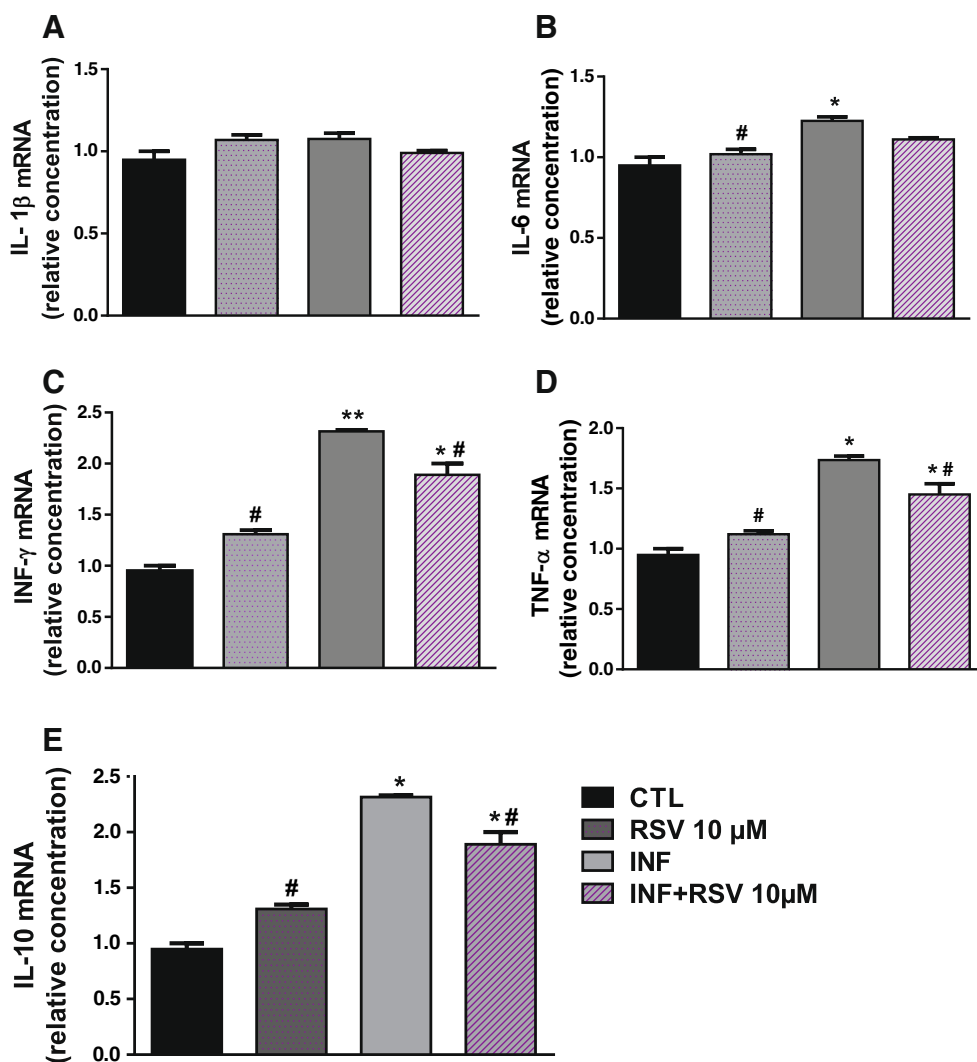 A
IL- 1β mRNA
(relative concentration)
1.5
1.0
0.5
0.0
B
IL-6 mRNA
(relative concentration)
1.5
1.0
0.5
0.0
#
*
C
INF-γ mRNA
(relative concentration)
2.5
2.0
1.5
1.0
0.5
0.0
#
**
* #
D
TNF-α mRNA
(relative concentration)
2.0
1.5
1.0
0.5
0.0
#
*
* #
E
IL-10 mRNA
(relative concentration)
2.5
2.0
1.5
1.0
0.5
0.0
#
*
* #
CTL
RSV 10 μM
INF
INF+RSV 10μM